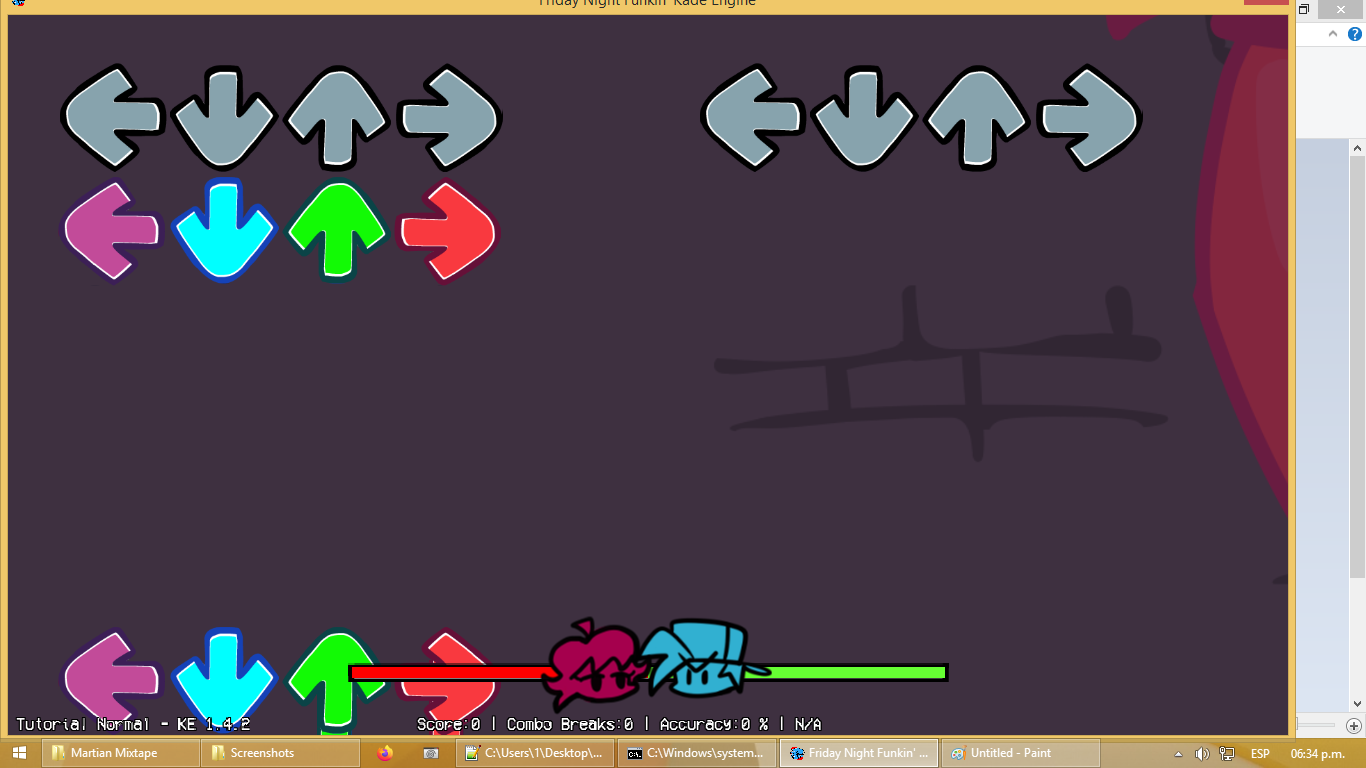 Friday Night Funkin' Kade Engine
Tutorial Normal - KE 1.4.2
Score:0 | Combo Breaks:0 | Accuracy:0 % | N/A
Martian Mixtape
Screenshots
C:\Users\1\Desktop\...
C:\Windows\system...
Friday Night Funkin' ...
Untitled - Paint
ESP
06:34 p.m.